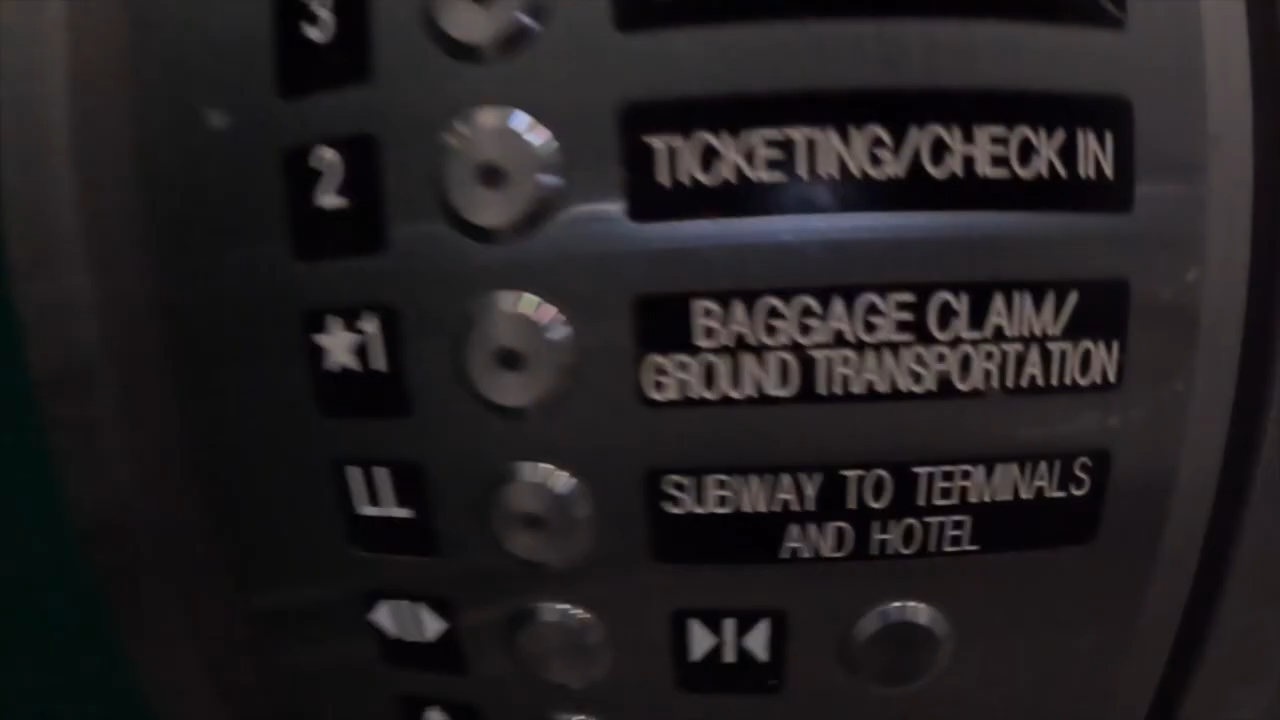 3
2
TICKETING/CHECK IN
★1
BAGGAGE CLAIM/
GROUND TRANSPORTATION
LL
SUBWAY TO TERMINALS
AND HOTEL